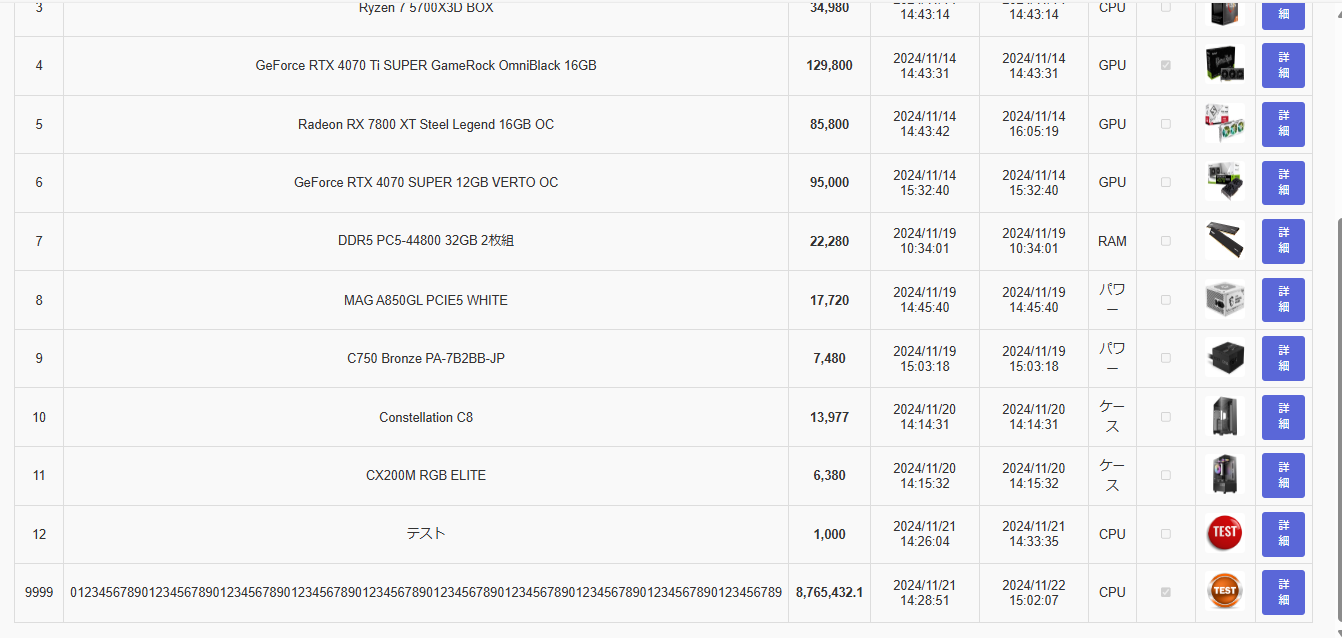 3 Ryzen 7 5700X3D BOX 34,980 14:43:14 14:43:14 CPU 細
4 GeForce RTX 4070 Ti SUPER GameRock OmniBlack 16GB 129,800 2024/11/14 14:43:31 2024/11/14 14:43:31 GPU 詳細
5 Radeon RX 7800 XT Steel Legend 16GB OC 85,800 2024/11/14 14:43:42 2024/11/14 16:05:19 GPU 詳細
6 GeForce RTX 4070 SUPER 12GB VERTO OC 95,000 2024/11/14 15:32:40 2024/11/14 15:32:40 GPU 詳細
7 DDR5 PC5-44800 32GB 2枚組 22,280 2024/11/19 10:34:01 2024/11/19 10:34:01 RAM 詳細
8 MAG A850GL PCIE5 WHITE 17,720 2024/11/19 14:45:40 2024/11/19 14:45:40 パワー 詳細
9 C750 Bronze PA-7B2BB-JP 7,480 2024/11/19 15:03:18 2024/11/19 15:03:18 パワー 詳細
10 Constellation C8 13,977 2024/11/20 14:14:31 2024/11/20 14:14:31 ケース 詳細
11 CX200M RGB ELITE 6,380 2024/11/20 14:15:32 2024/11/20 14:15:32 ケース 詳細
12 テスト 1,000 2024/11/21 14:26:04 2024/11/21 14:33:35 CPU TEST 詳細
9999 0123456789012345678901234567890123456789012345678901234567890123456789012345678901234567890123456789 8,765,432.1 2024/11/21 14:28:51 2024/11/22 15:02:07 CPU TEST 詳細